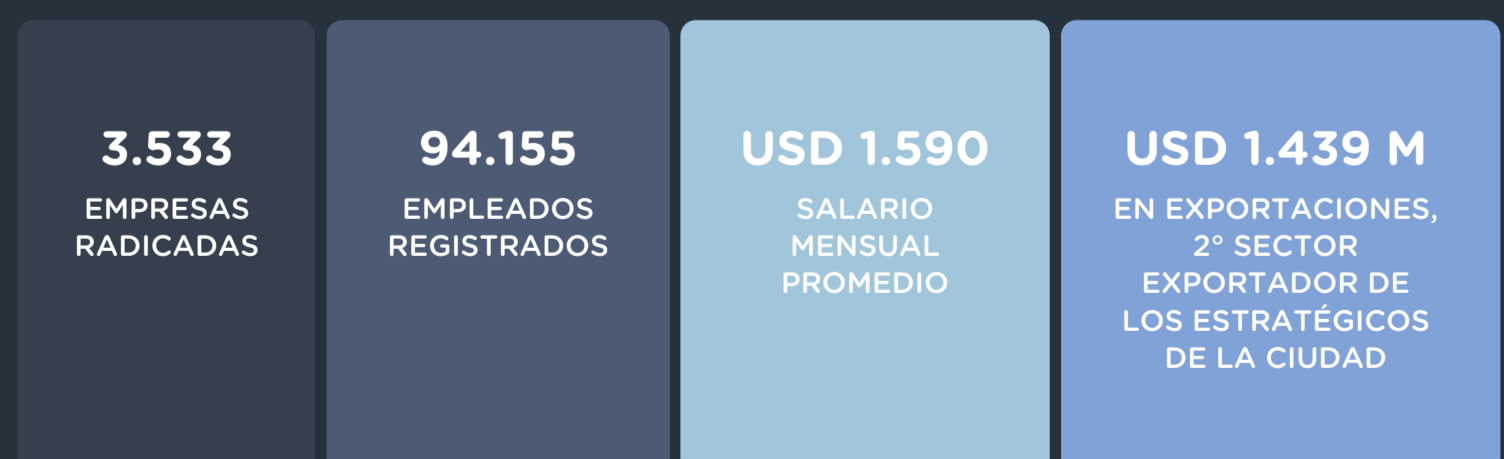 3.533
EMPRESAS
RADICADAS
94.155
EMPLEADOS
REGISTRADOS
USD 1.590
SALARIO
MENSUAL
PROMEDIO
USD 1.439 M
EN EXPORTACIONES,
2° SECTOR
EXPORTADOR DE
LOS ESTRATÉGICOS
DE LA CIUDAD